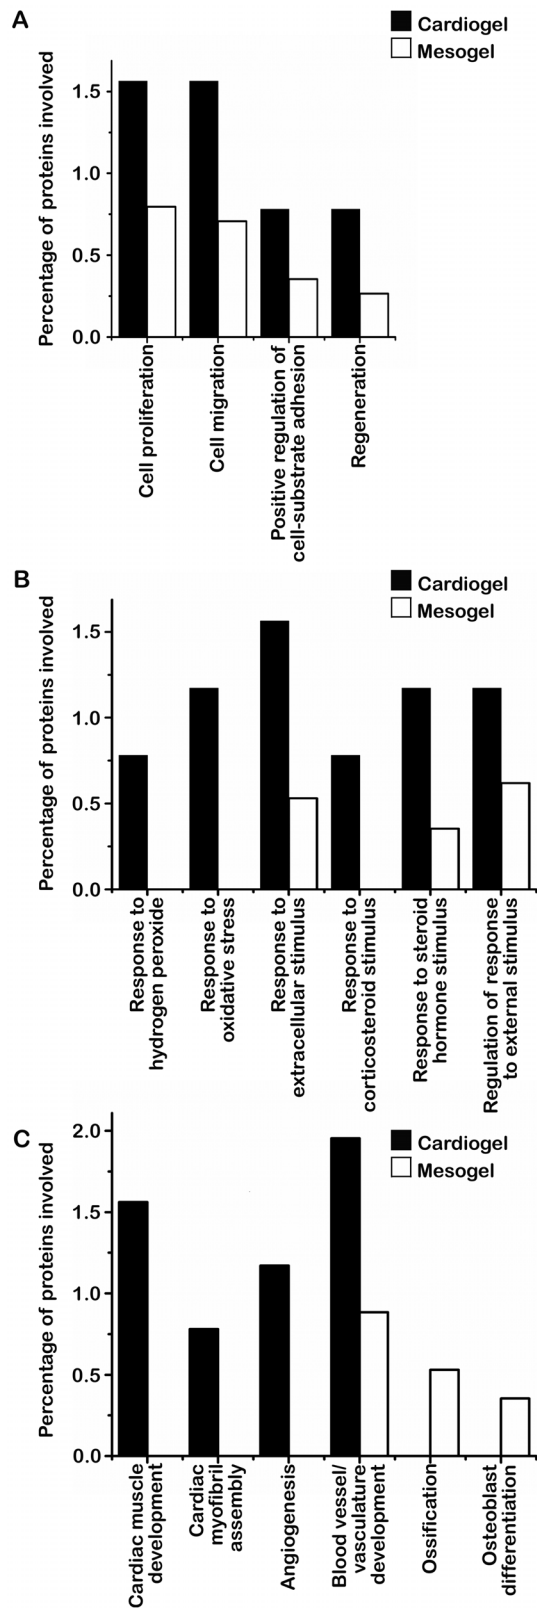 A
Cardiogel
Mesogel
Percentage of proteins involved
1.5
1.0
0.5
0.0
Cell proliferation
Cell migration
Positive regulation of
cell-substrate adhesion
Regeneration
B
Cardiogel
Mesogel
Percentage of proteins involved
1.5
1.0
0.5
0.0
Response to
hydrogen peroxide
Response to
oxidative stress
Response to
extracellular stimulus
Response to
corticosteroid stimulus
Response to steroid
hormone stimulus
Regulation of response
to external stimulus
C
Cardiogel
Mesogel
Percentage of proteins involved
2.0
1.5
1.0
0.5
0.0
Cardiac muscle
development
Cardiac
myofibril
assembly
Angiogenesis
Blood vessel/
vasculature
development
Ossification
Osteoblast
differentiation